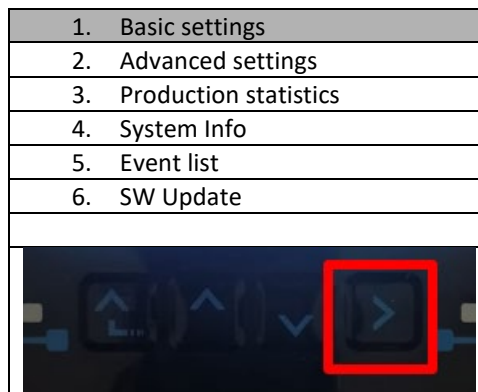 1. Basic settings
2. Advanced settings
3. Production statistics
4. System Info
5. Event list
6. SW Update